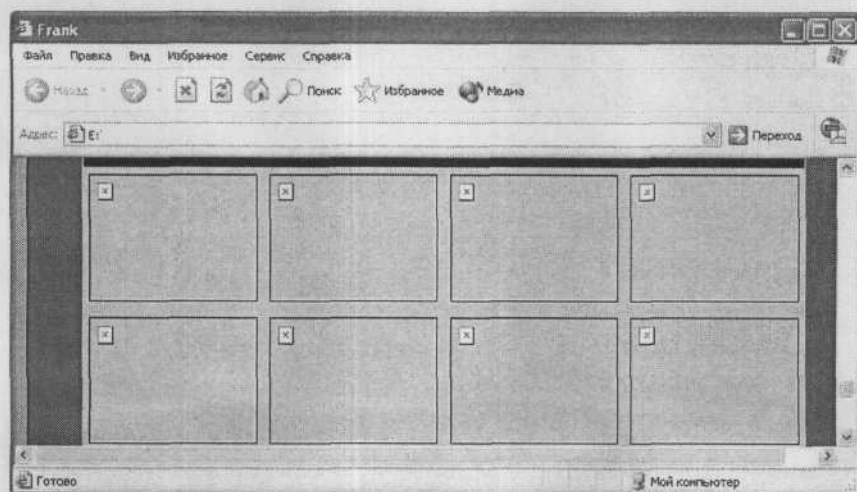 Frank
Файл Правка Вид Избранное Сервис Справка
Назад Поиск Избранное Медиа
Адрес: E:\ Переход
Готово Мой компьютер